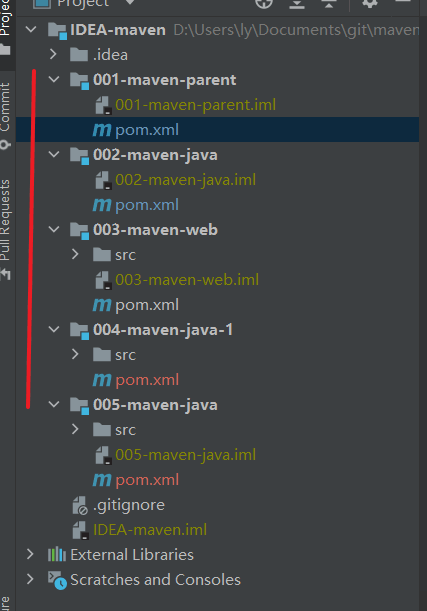 Project
IDEA-maven D:\Users\ly\Documents\git\maven
.idea
001-maven-parent
001-maven-parent.iml
pom.xml
002-maven-java
002-maven-java.iml
pom.xml
003-maven-web
src
003-maven-web.iml
pom.xml
004-maven-java-1
src
pom.xml
005-maven-java
src
005-maven-java.iml
pom.xml
.gitignore
IDEA-maven.iml
External Libraries
Scratches and Consoles
Project
Commit
Pull Requests